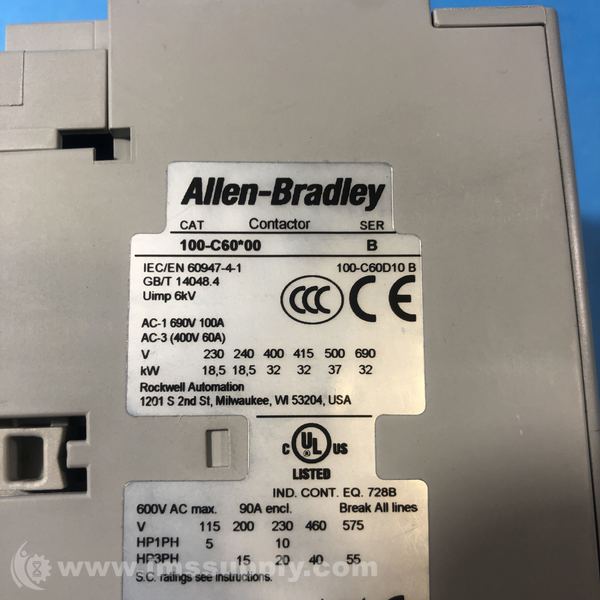 Allen-Bradley
CAT Contactor SER
100-C60*00 B
IEC/EN 60947-4-1 100-C60D10 B
GB/T 14048.4
Uimp 6kV
CCC CE
AC-1 690V 100A
AC-3 (400V 60A)
V 230 240 400 415 500 690
kW 18,5 18,5 32 32 37 32
Rockwell Automation
1201 S 2nd St, Milwaukee, WI 53204, USA
C UL US
LISTED
IND. CONT. EQ. 728B
600V AC max. 90A encl. Break All lines
V 115 200 230 460 575
HP1PH 5 10
HP3PH 15 20 40 55
S.C. ratings see instructions.
www.imssupply.com